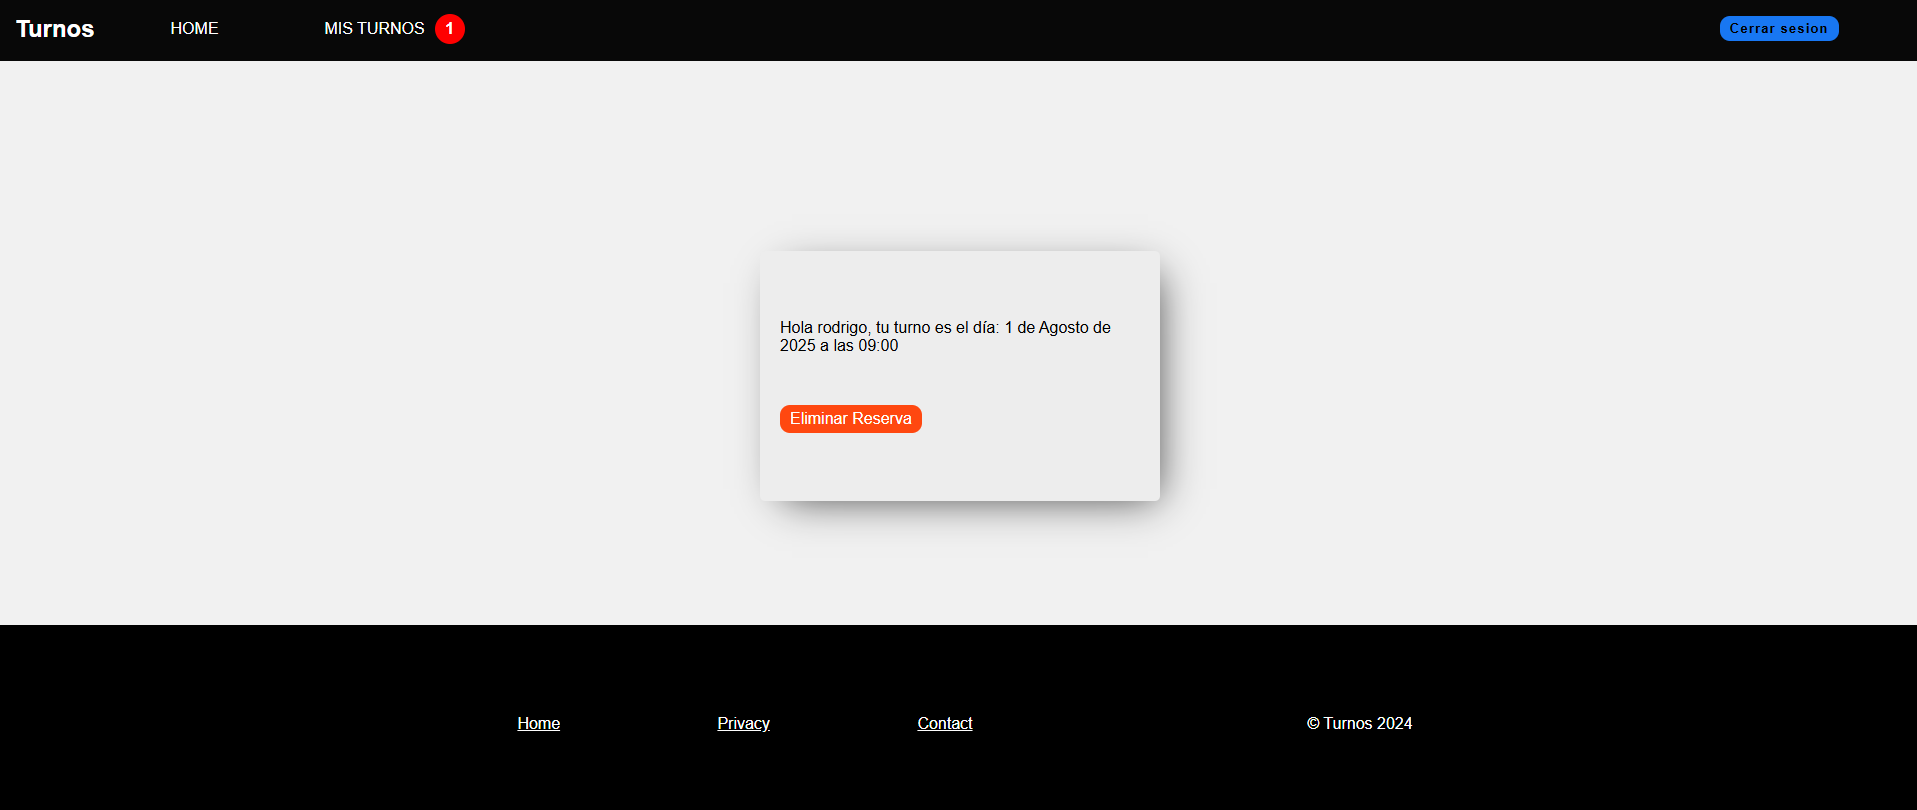 Turnos
HOME
MIS TURNOS 1
Cerrar sesion
Hola rodrigo, tu turno es el día: 1 de Agosto de
2025 a las 09:00
Eliminar Reserva
Home
Privacy
Contact
© Turnos 2024